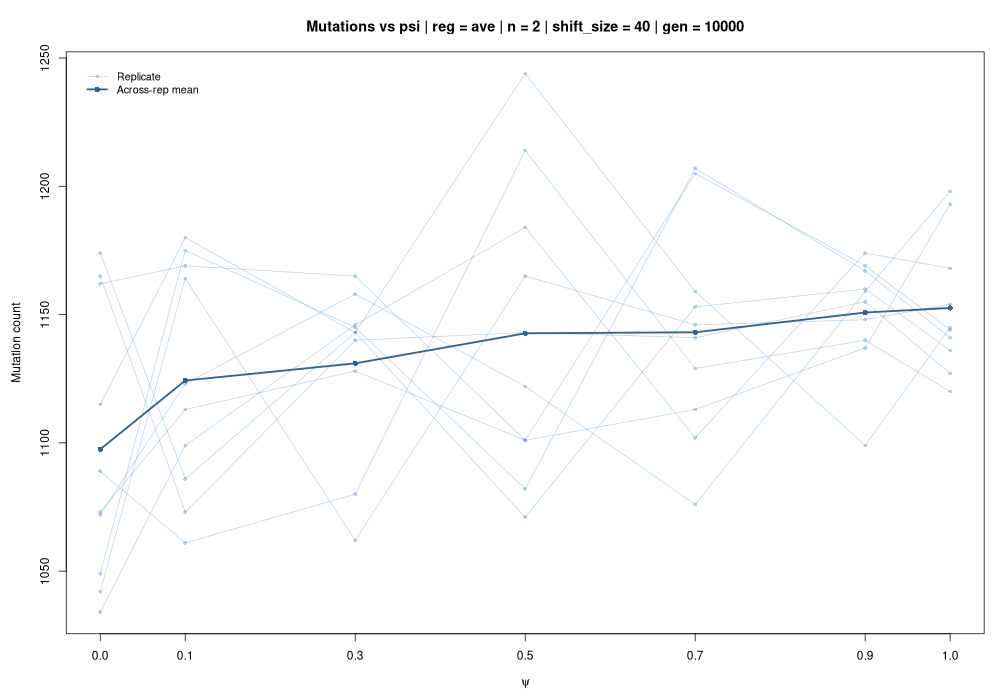 Mutations vs psi | reg = ave | n = 2 | shift_size = 40 | gen = 10000
Replicate
Across-rep mean
Mutation count
1250
1200
1150
1100
1050
0.0 0.1 0.3 0.5 0.7 0.9 1.0
ψ